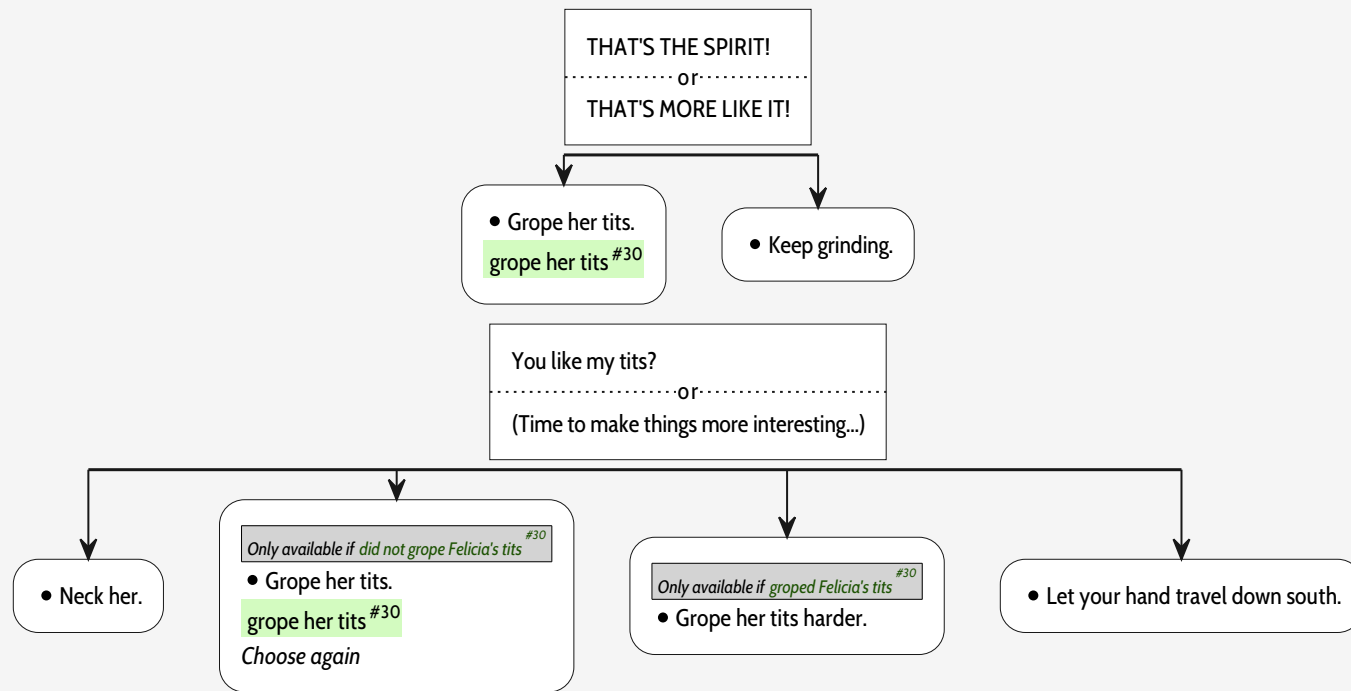 THAT'S THE SPIRIT!
or
THAT'S MORE LIKE IT!
• Grope her tits.
grope her tits #30
• Keep grinding.
You like my tits?
or
(Time to make things more interesting...)
• Neck her.
Only available if did not grope Felicia's tits #30
• Grope her tits.
grope her tits #30
Choose again
Only available if groped Felicia's tits #30
• Grope her tits harder.
• Let your hand travel down south.